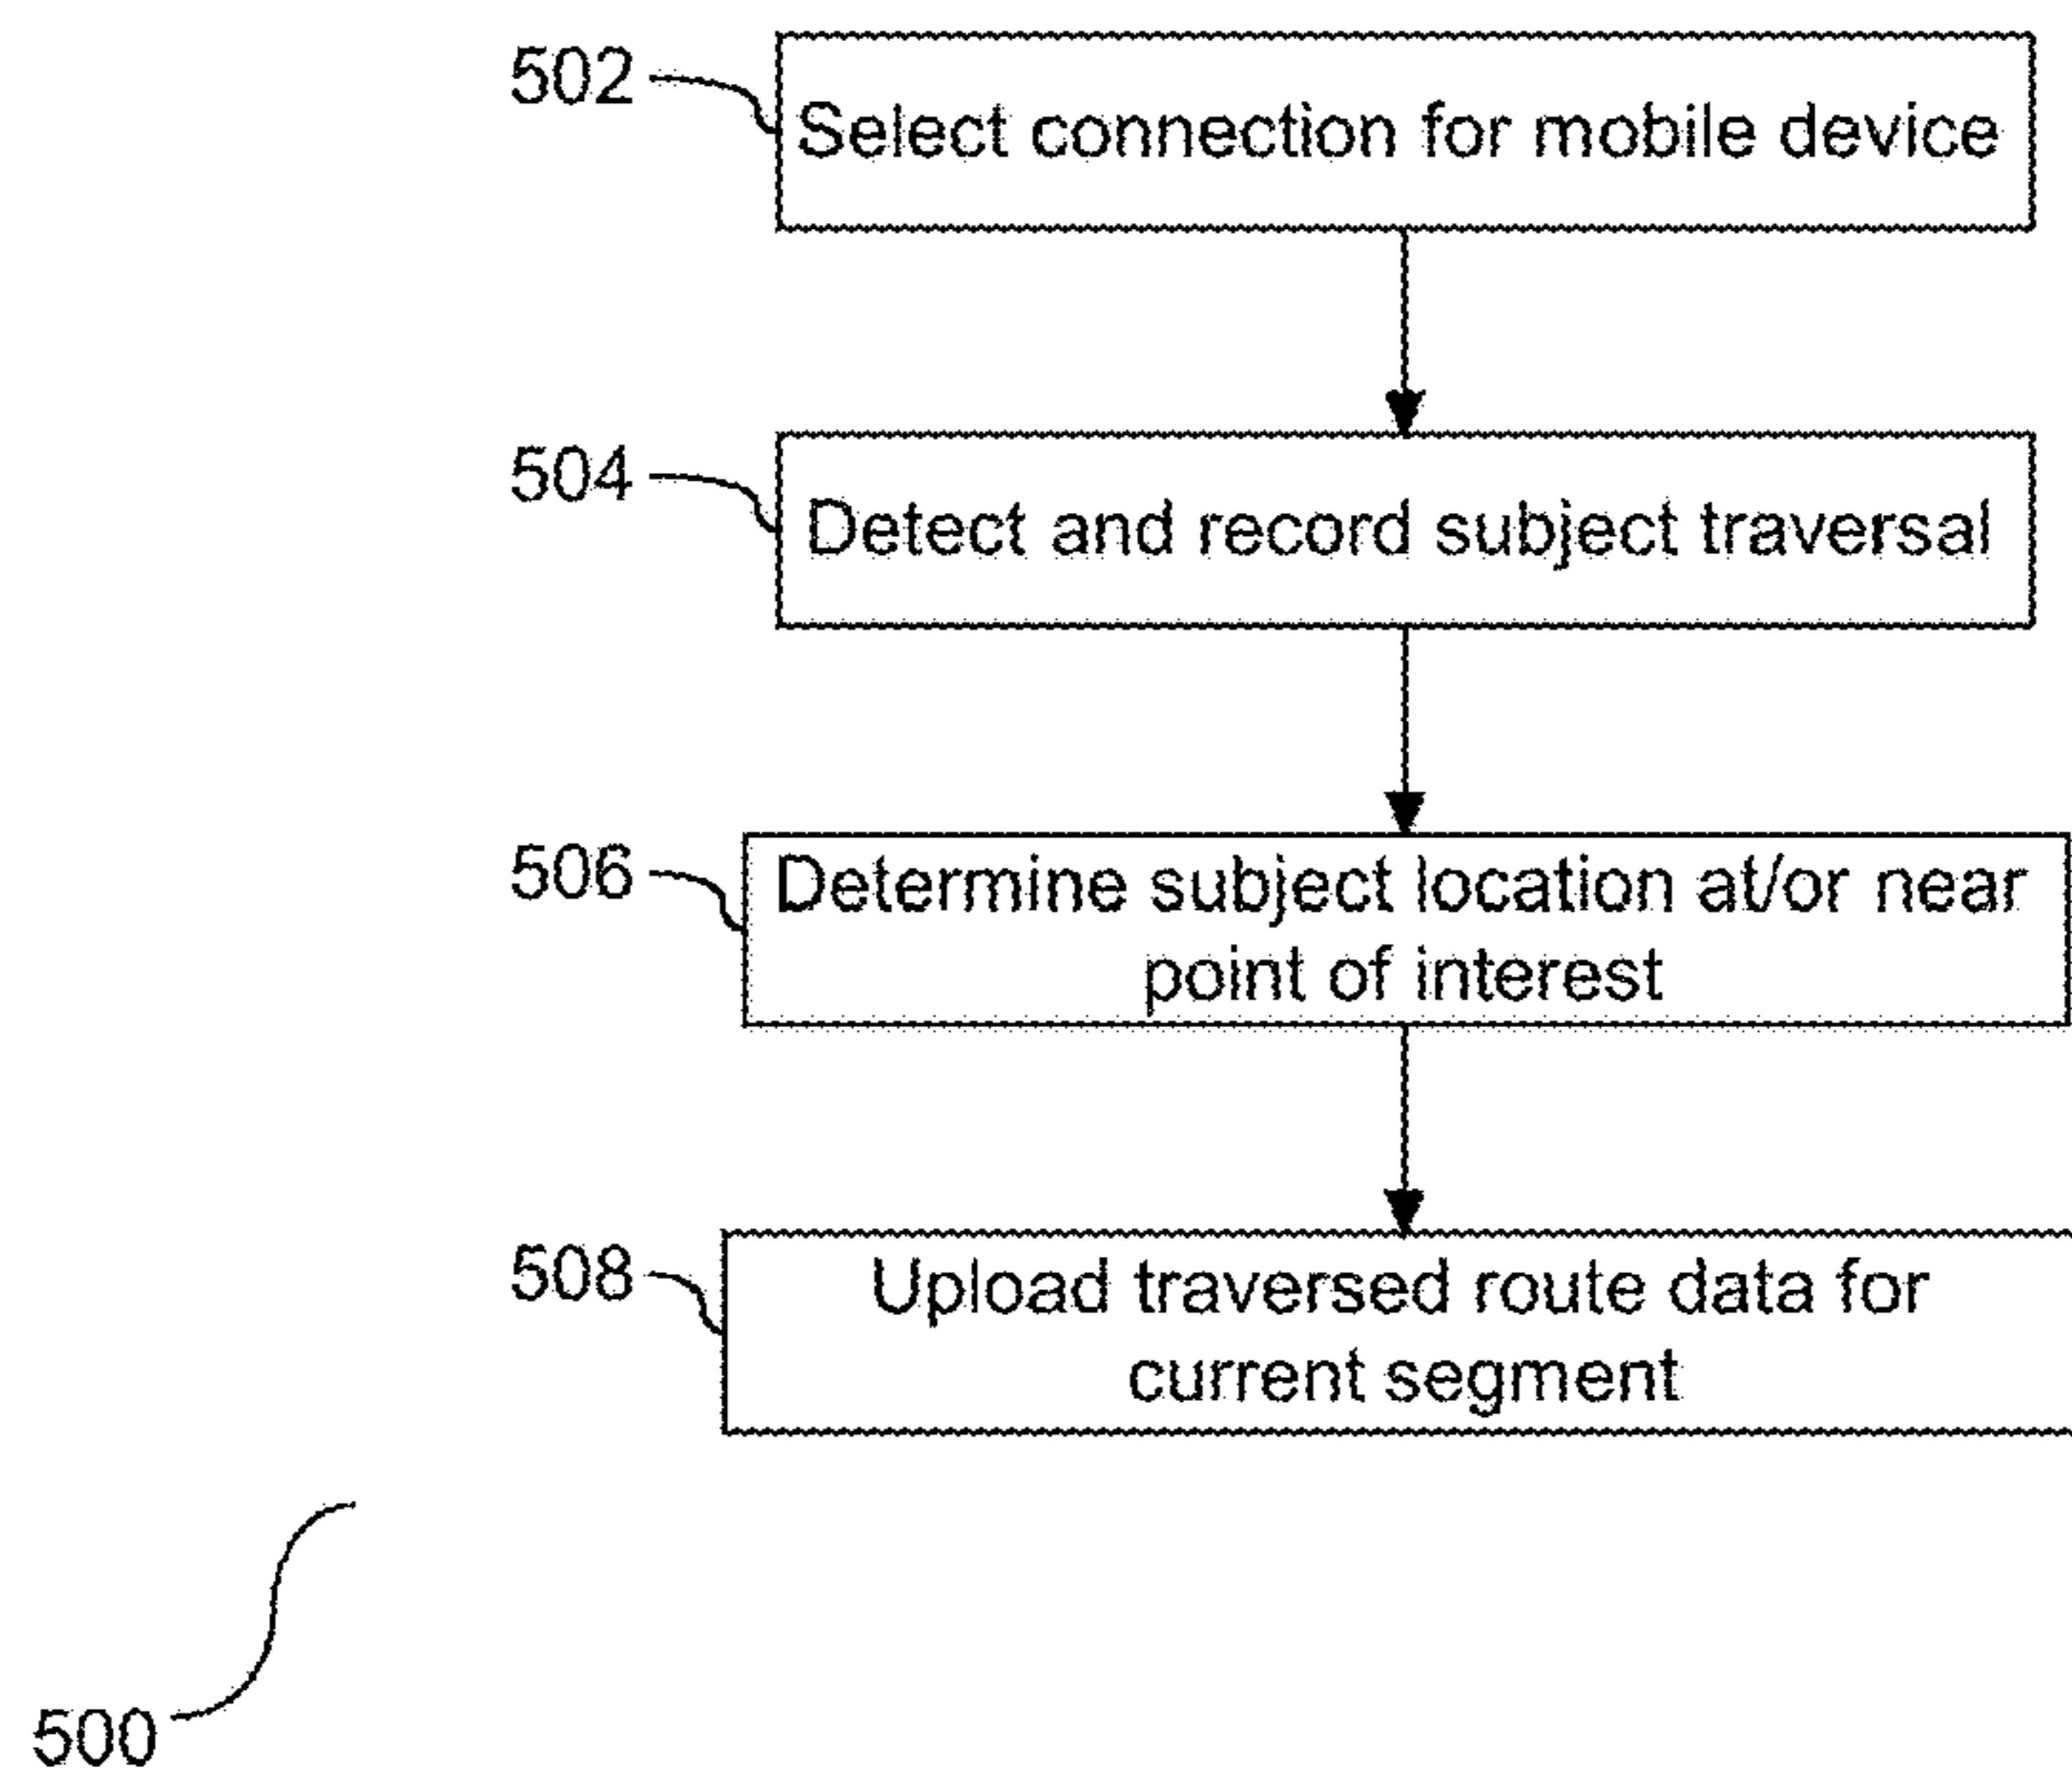 502
Select connection for mobile device
504
Detect and record subject traversal
506
Determine subject location at/or near
point of interest
508
Upload traversed route data for
current segment
500